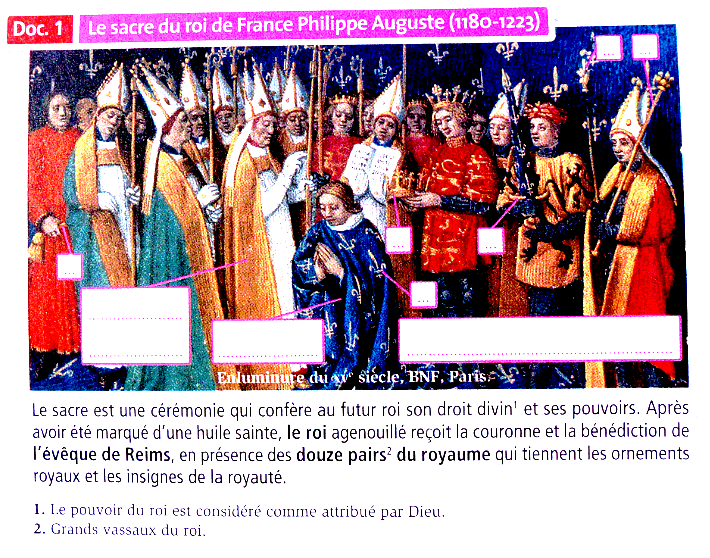 Doc. 1 Le sacre du roi de France Philippe Auguste (1180-1223)
... ...
...
...
...
...
Enluminure du XVe siècle, BNF, Paris.
Le sacre est une cérémonie qui confère au futur roi son droit divin¹ et ses pouvoirs. Après
avoir été marqué d'une huile sainte, le roi agenouillé reçoit la couronne et la bénédiction de
l'évêque de Reims, en présence des douze pairs² du royaume qui tiennent les ornements
royaux et les insignes de la royauté.
1. Le pouvoir du roi est considéré comme attribué par Dieu.
2. Grands vassaux du roi.